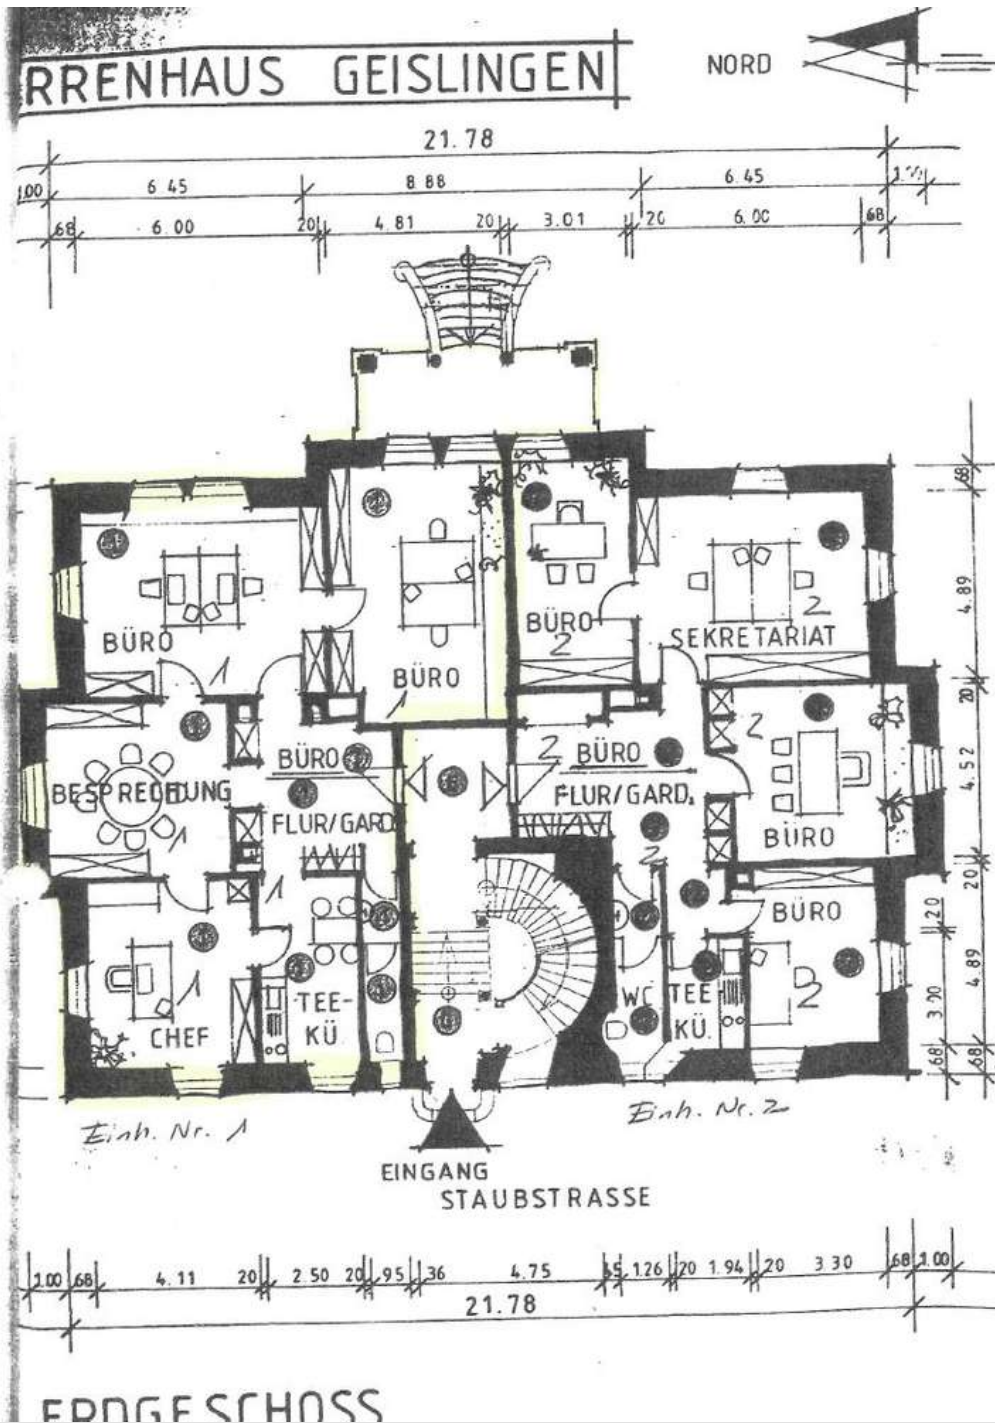 RRENHAUS GEISLINGEN
NORD
21.78
1.00 6.45 8.88 6.45
68 6.00 20 4.81 20 3.01 20 6.00 68
68
4.89
20
4.52
20
1.20
4.89
3.00
68 68
BÜRO
1
BÜRO
1
BÜRO
2
SEKRETARIAT
2
BESPRECHUNG
1
BÜRO
FLUR/GARD.
1
2
BÜRO
FLUR/GARD.
2
2
BÜRO
BÜRO
2
CHEF
1
TEE-
KÜ.
WC
TEE
KÜ.
Einh. Nr. 1
Einh. Nr. 2
EINGANG
STAUBSTRASSE
1.00 68 4.11 20 2.50 20 95 36 4.75 1.26 20 1.94 20 3.30 68 1.00
21.78
ERDGESCHOSS